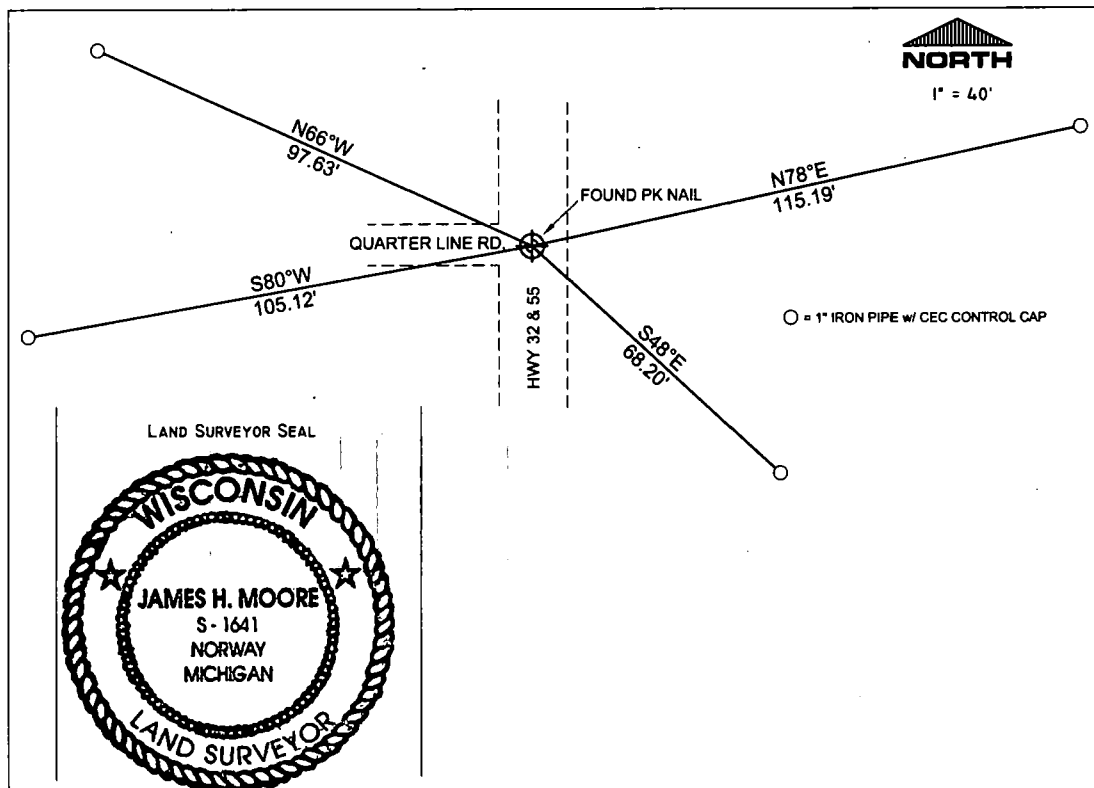 NORTH
1" = 40'
N66°W
97.63'
N78°E
115.19'
FOUND PK NAIL
QUARTER LINE RD.
S80°W
105.12'
HWY 32 & 55
S48°E
68.20'
= 1" IRON PIPE w/ CEC CONTROL CAP
LAND SURVEYOR SEAL
WISCONSIN
JAMES H. MOORE
S - 1641
NORWAY
MICHIGAN
LAND SURVEYOR